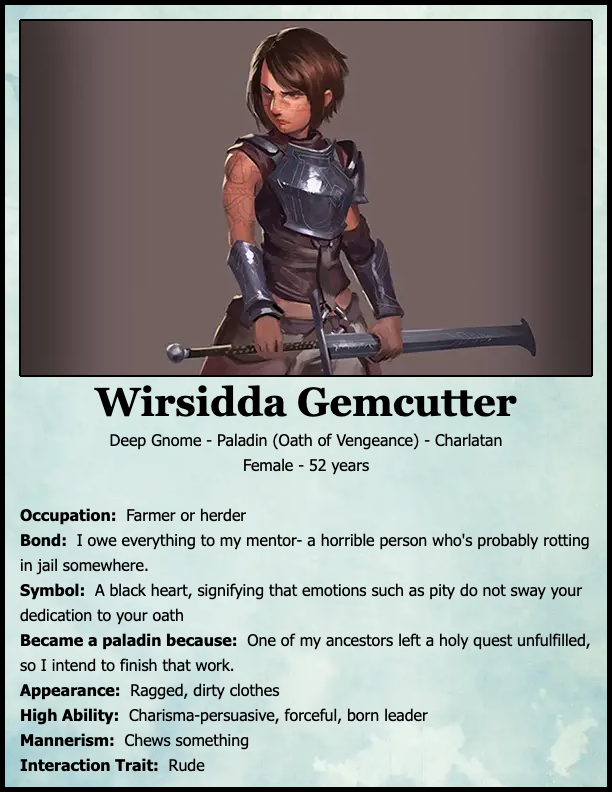 Wirsidda Gemcutter
Deep Gnome - Paladin (Oath of Vengeance) - Charlatan
Female - 52 years
Occupation: Farmer or herder
Bond: I owe everything to my mentor- a horrible person who's probably rotting
in jail somewhere.
Symbol: A black heart, signifying that emotions such as pity do not sway your
dedication to your oath
Became a paladin because: One of my ancestors left a holy quest unfulfilled,
so I intend to finish that work.
Appearance: Ragged, dirty clothes
High Ability: Charisma-persuasive, forceful, born leader
Mannerism: Chews something
Interaction Trait: Rude